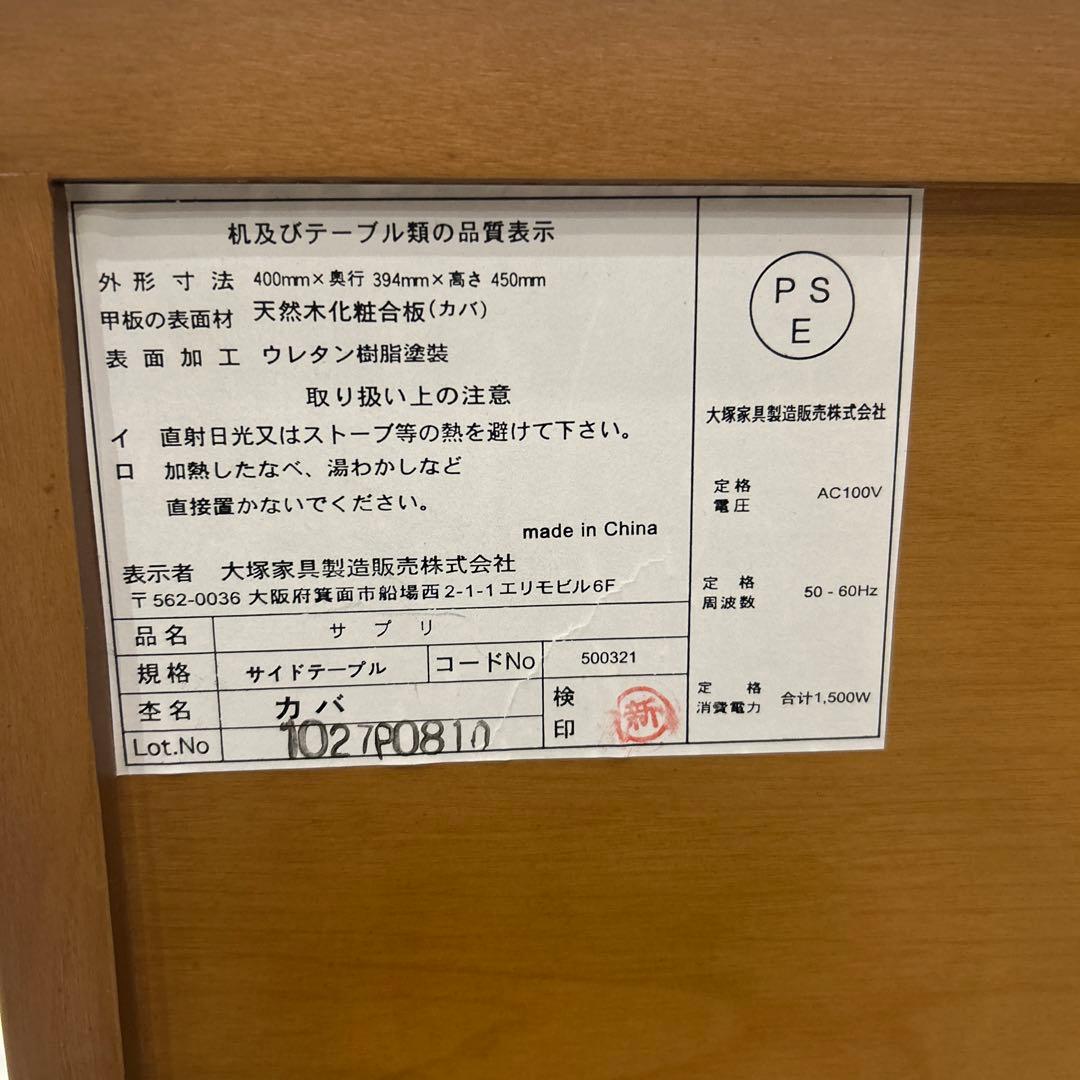 机及びテーブル類の品質表示
外形寸法 400mm×奥行 394mm×高さ 450mm
甲板の表面材 天然木化粧合板(カバ)
表面加工 ウレタン樹脂塗装
取り扱い上の注意
イ 直射日光又はストーブ等の熱を避けて下さい。
ロ 加熱したなべ、湯わかしなど
直接置かないでください。
made in China
表示者 大塚家具製造販売株式会社
〒562-0036 大阪府箕面市船場西2-1-1エリモビル6F
品名 サプリ
規格 サイドテーブル コードNo 500321
杢名 カバ
Lot.No 1027P0810
検印 新
PSE
大塚家具製造販売株式会社
定格電圧 AC100V
定格周波数 50-60Hz
定格消費電力 合计1,500W